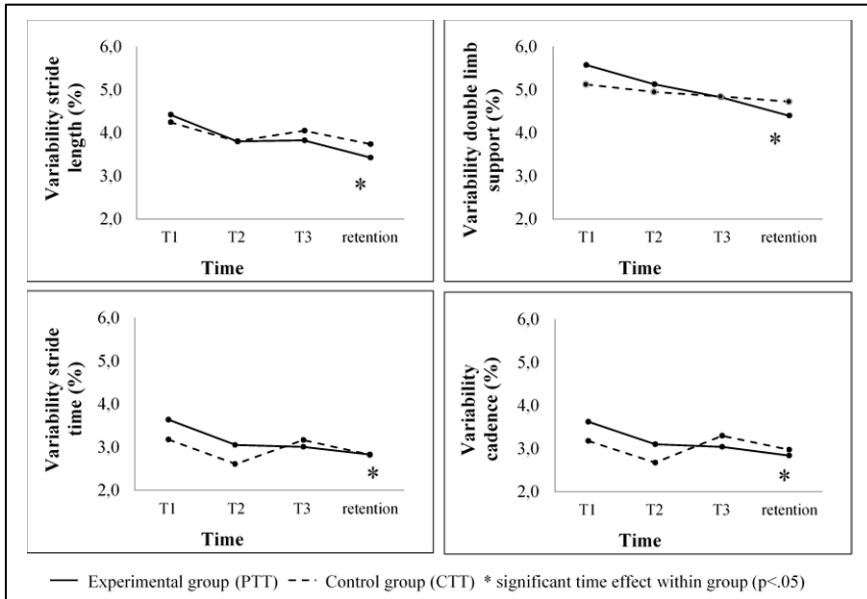 6,0
5,0
4,0
3,0
2,0
Variability stride
length (%)
T1 T2 T3 retention
Time
*
6,0
5,0
4,0
3,0
2,0
Variability double limb
support (%)
T1 T2 T3 retention
Time
*
6,0
5,0
4,0
3,0
2,0
Variability stride
time (%)
T1 T2 T3 retention
Time
*
6,0
5,0
4,0
3,0
2,0
Variability
cadence (%)
T1 T2 T3 retention
Time
*
Experimental group (PTT) Control group (CTT) * significant time effect within group (p<.05)